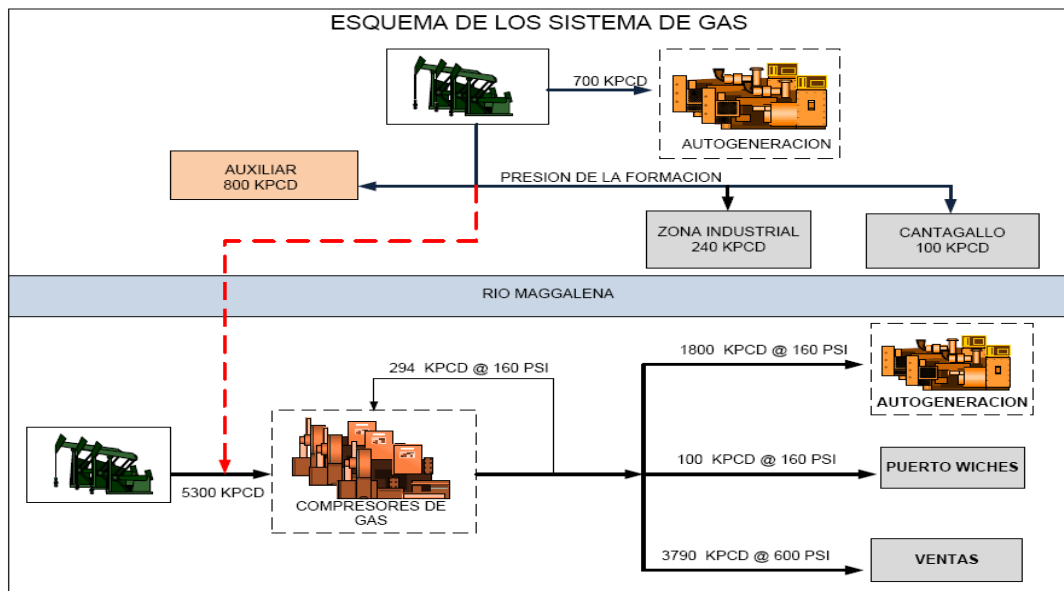 ESQUEMA DE LOS SISTEMA DE GAS
700 KPCD
AUTOGENERACION
AUXILIAR
800 KPCD
PRESION DE LA FORMACION
ZONA INDUSTRIAL
240 KPCD
CANTAGALLO
100 KPCD
RIO MAGGALENA
1800 KPCD @ 160 PSI
294 KPCD @ 160 PSI
AUTOGENERACION
5300 KPCD
COMPRESORES DE
GAS
100 KPCD @ 160 PSI
PUERTO WICHES
3790 KPCD @ 600 PSI
VENTAS